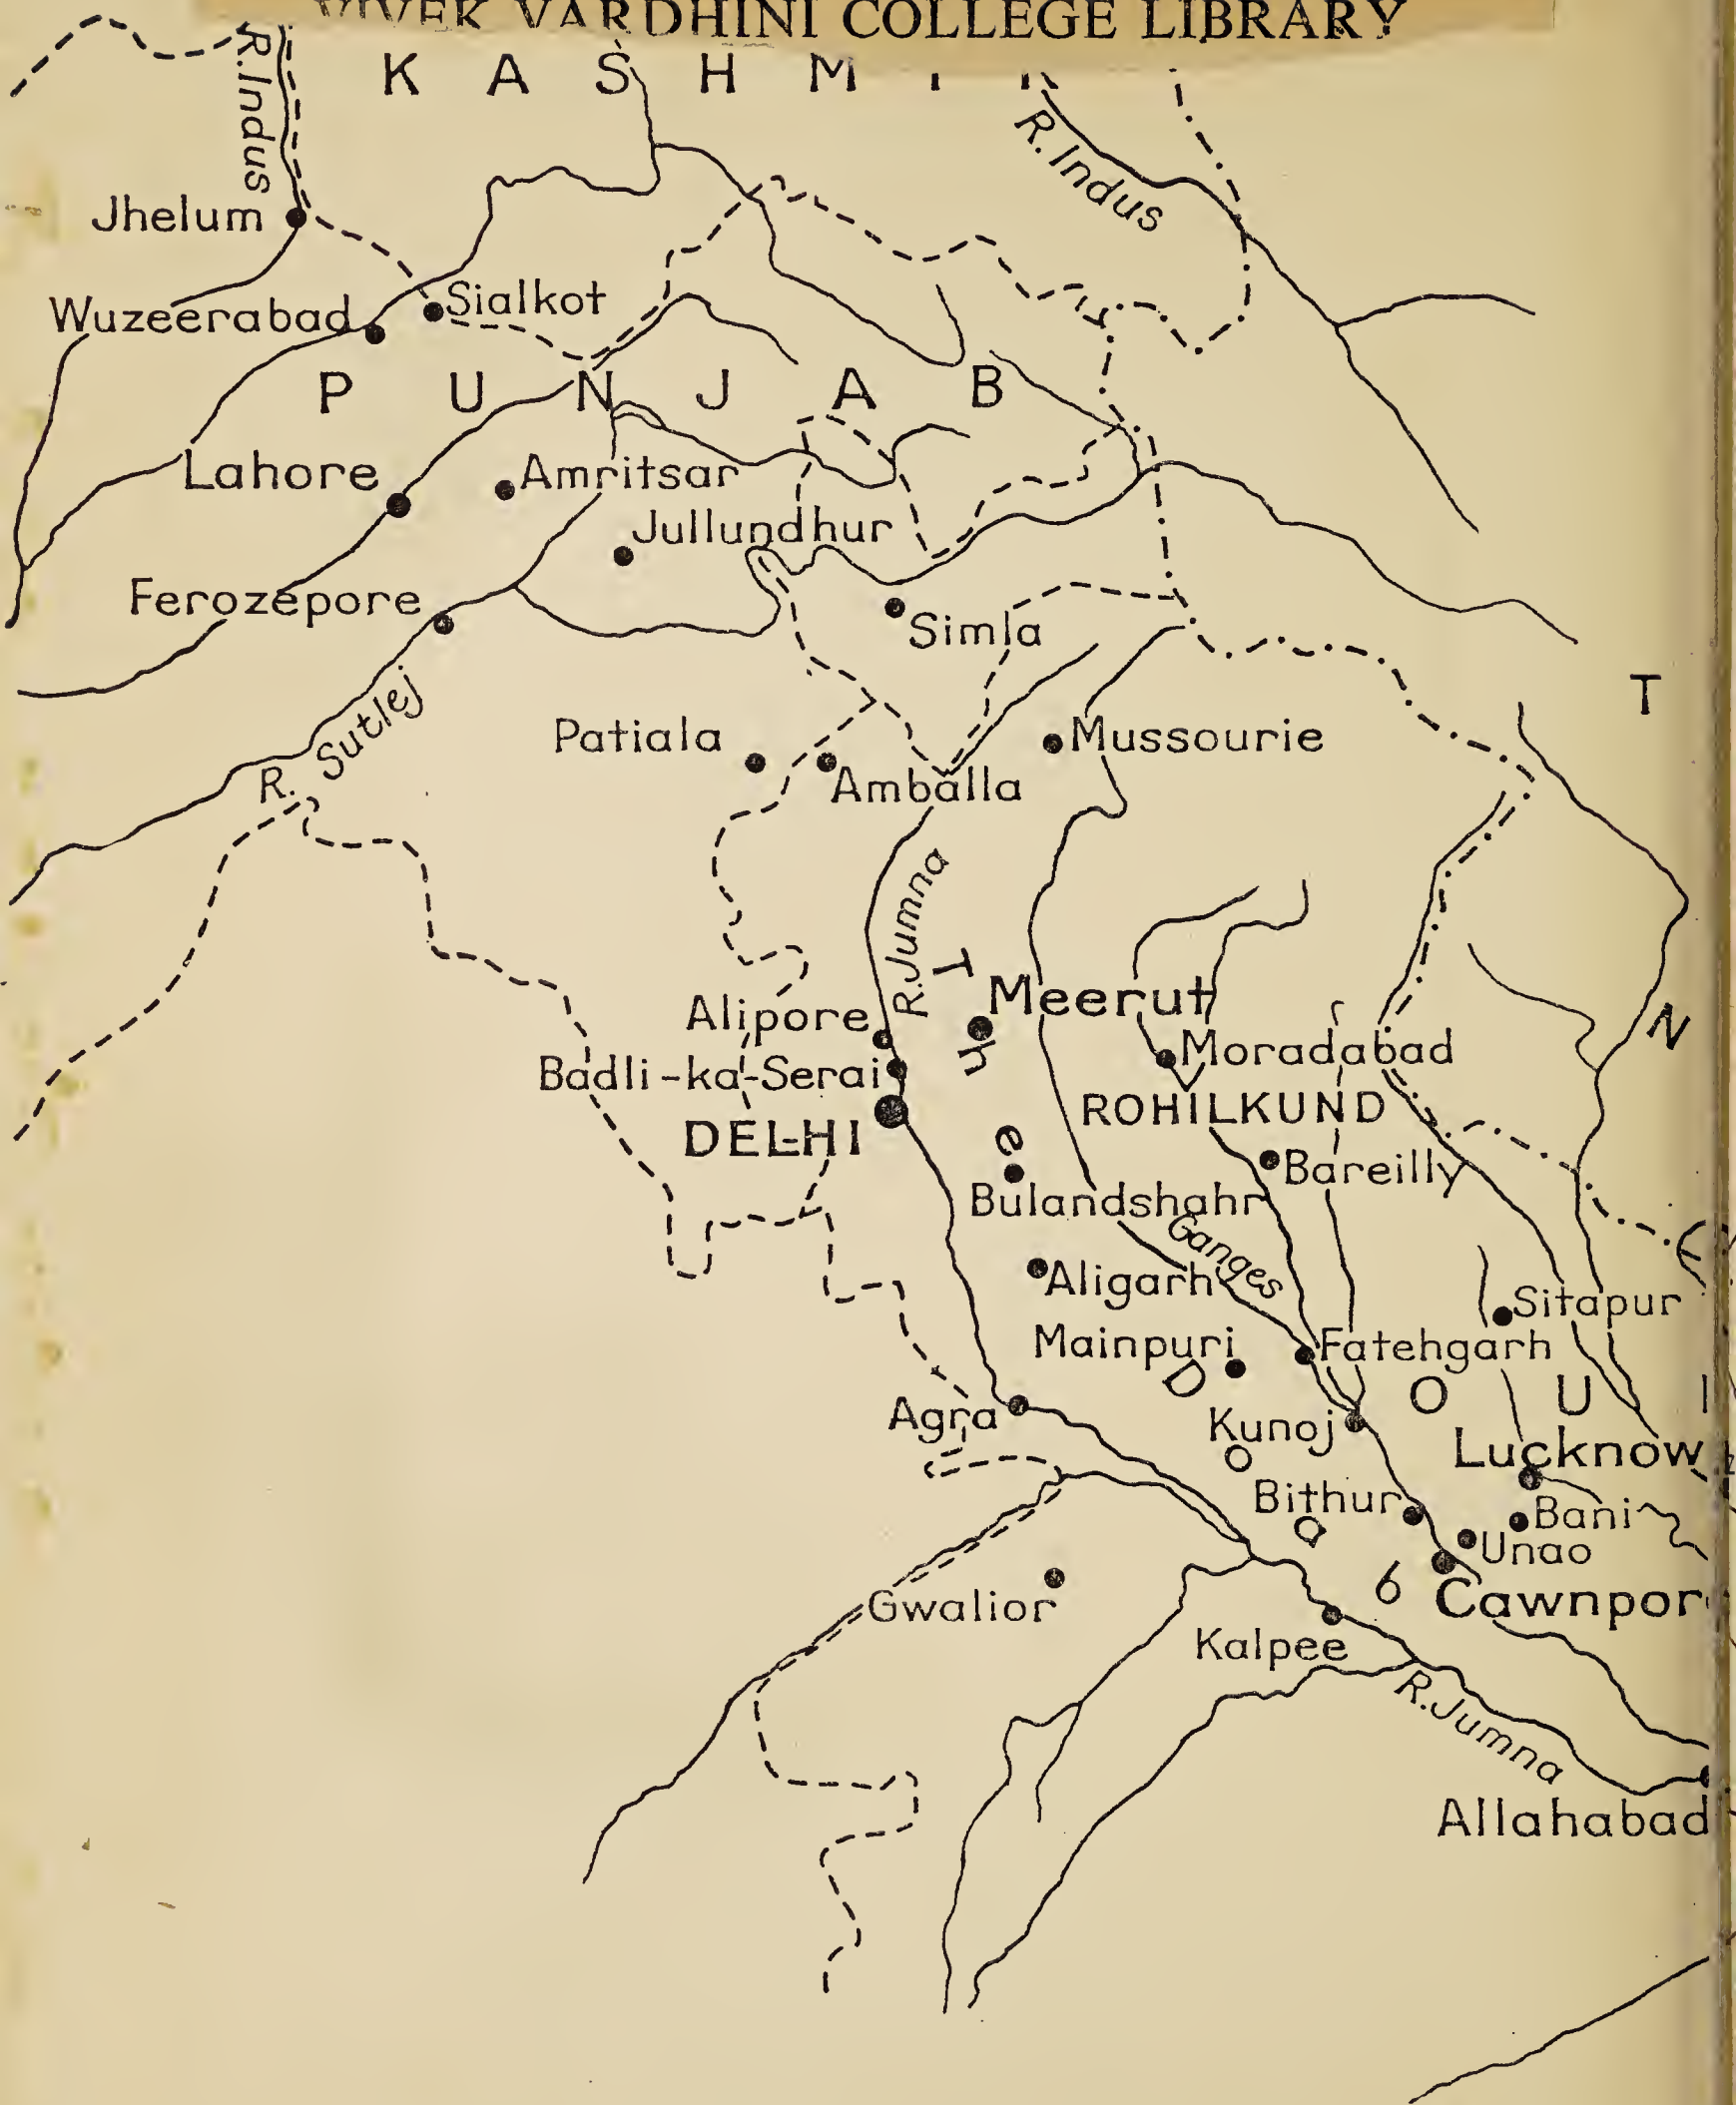 VIVEK VARDHINI COLLEGE LIBRARY
KASHMIR
R. Indus
R. Indus
Jhelum
Wuzeerabad
Sialkot
PUNJAB
Lahore
Amritsar
Jullundhur
Ferozepore
Simla
R. Sutlej
T
Patiala
Mussourie
Amballa
R. Jumna
The Doab
Meerut
Alipore
N
Moradabad
Badli-ka-Serai
ROHILKUND
DELHI
Bareilly
Bulandshahr
Ganges
Aligarh
Sitapur
Mainpuri
Fatehgarh
O U
Agra
Kunoj
Lucknow
Bithur
Bani
Unao
Gwalior
Cawnpor
Kalpee
R. Jumna
Allahabad